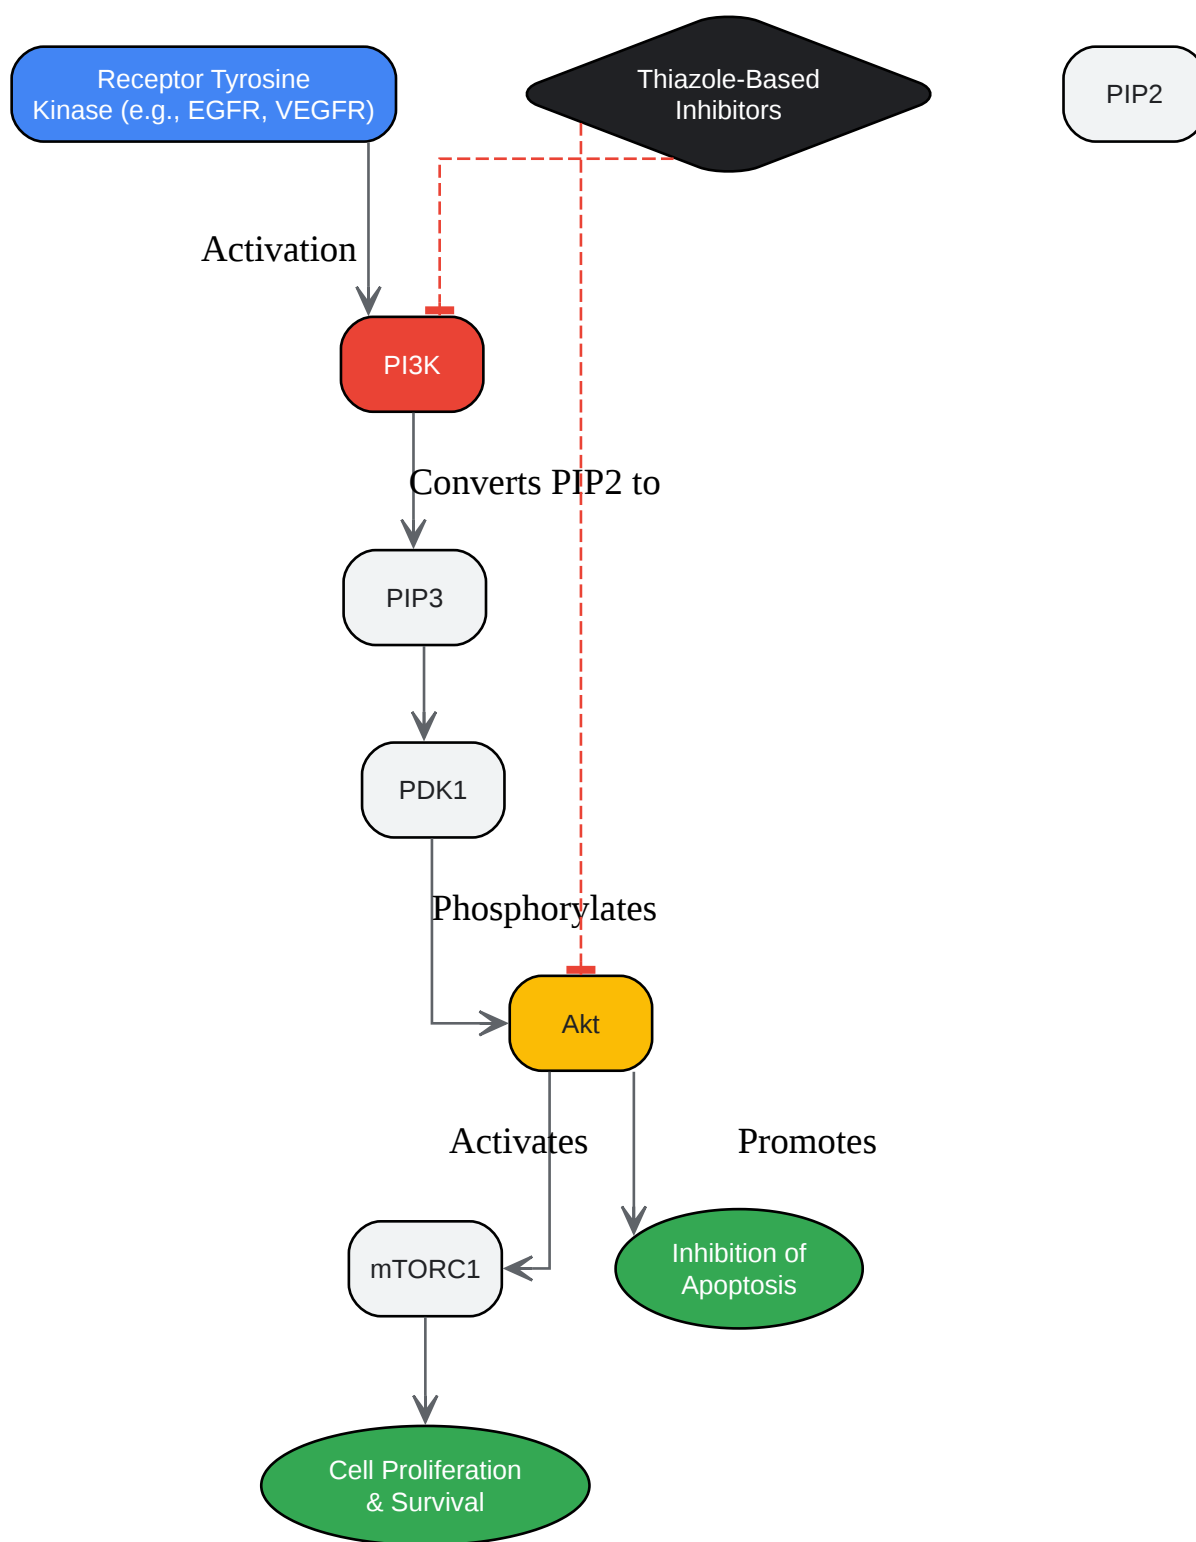 Receptor Tyrosine
Kinase (e.g., EGFR, VEGFR)
Thiazole-Based
Inhibitors
PIP2
Activation
PI3K
Converts PIP2 to
PIP3
PDK1
Phosphorylates
Akt
Activates
Promotes
mTORC1
Inhibition of
Apoptosis
Cell Proliferation
& Survival